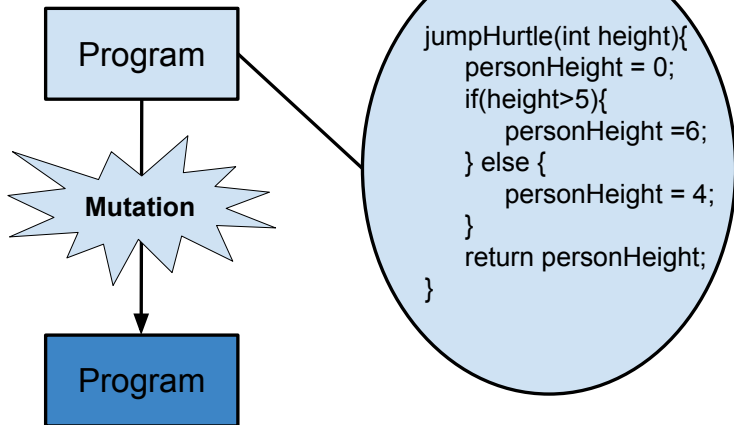 Program
Mutation
Program
jumpHurtle(int height){
personHeight = 0;
if(height>5){
personHeight =6;
} else {
personHeight = 4;
}
return personHeight;
}